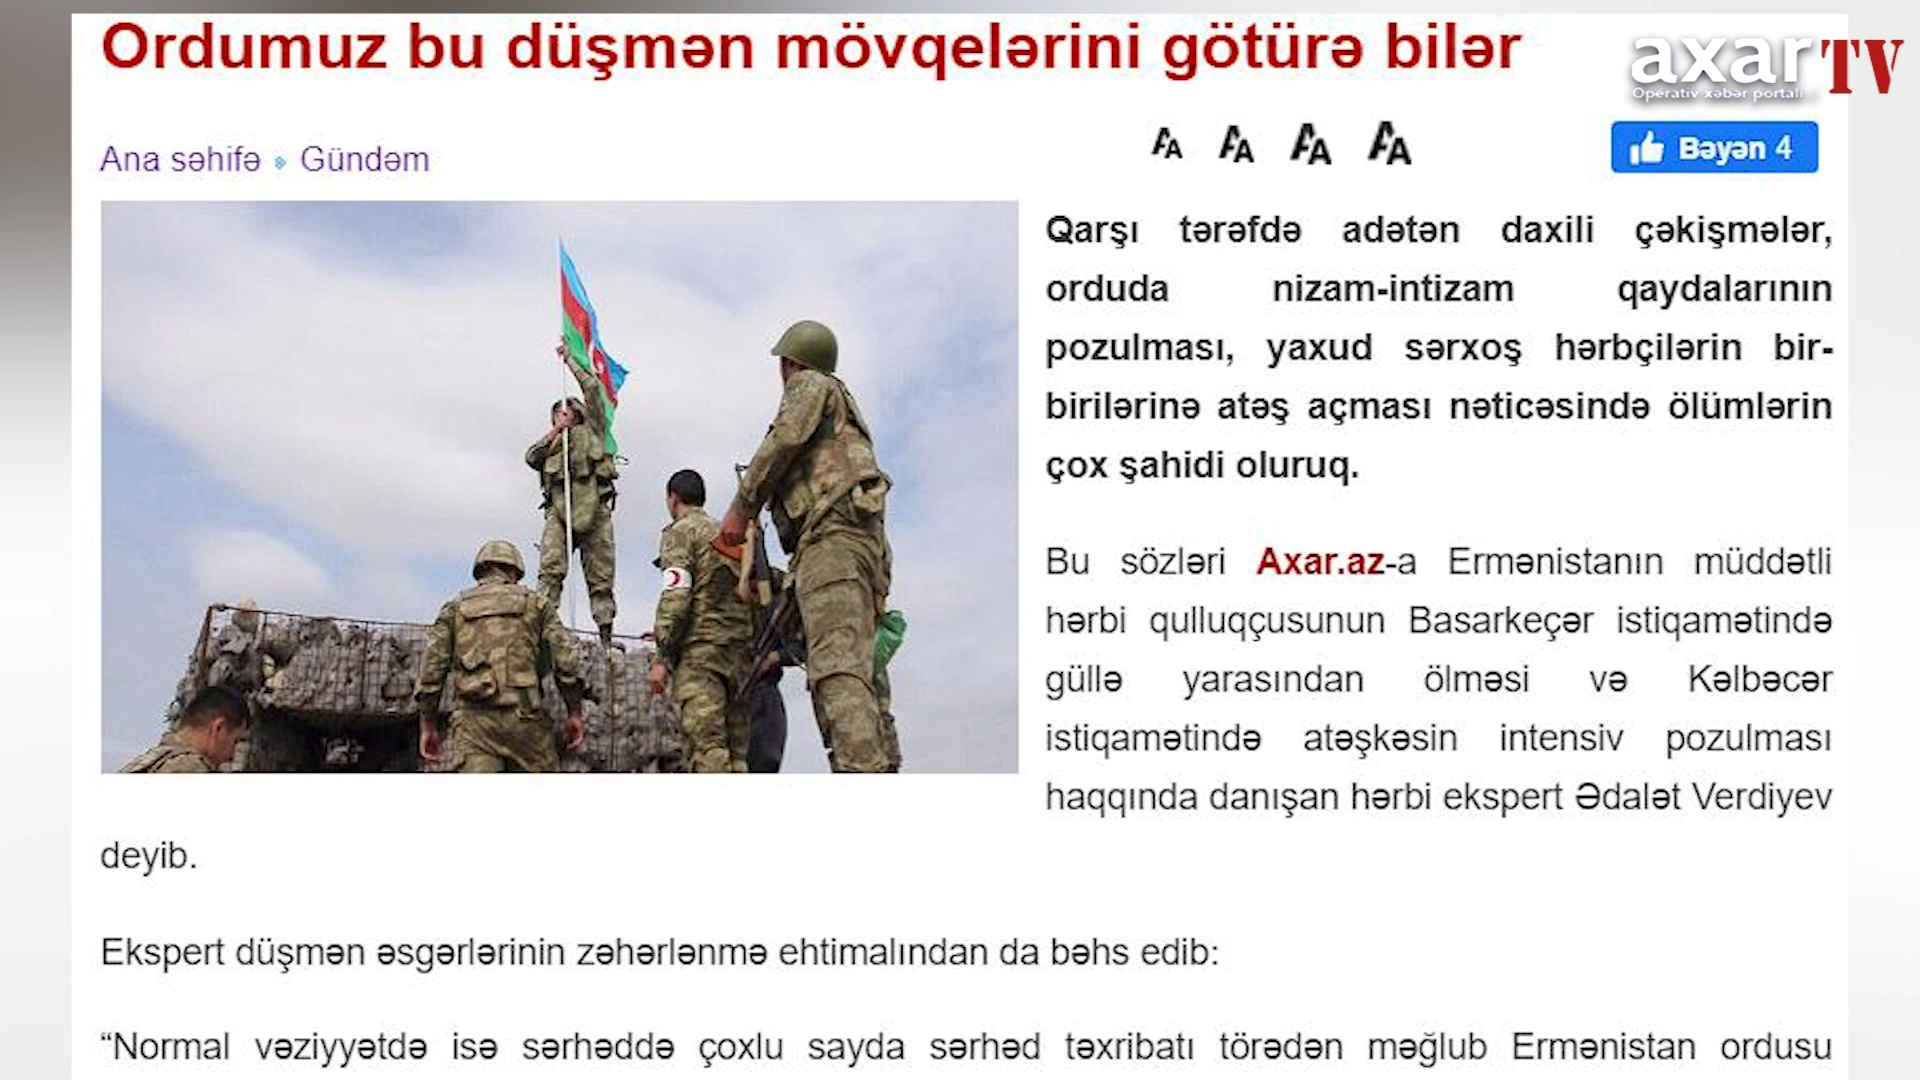 Ordumuz bu düşmən mövqelərini götürə bilər
axar TV
Operativ xəbər portalı
Ana səhifə Gündəm
AA AA AA AA
Bəyən 4
Qarşı tərəfdə adətən daxili çəkişmələr,
orduda nizam-intizam qaydalarının
pozulması, yaxud sərxoş hərbçilərin bir-
birilərinə atəş açması nəticəsində ölümlərin
çox şahidi oluruq.
Bu sözləri Axar.az-a Ermənistanın müddətli
hərbi qulluqçusunun Basarkeçər istiqamətində
güllə yarasından ölməsi və Kəlbəcər
istiqamətində atəşkəsin intensiv pozulması
haqqında danışan hərbi ekspert Ədalət Verdiyev
deyib.
Ekspert düşmən əsgərlərinin zəhərlənmə ehtimalından da bəhs edib:
“Normal vəziyyətdə isə sərhəddə çoxlu sayda sərhəd təxribatı törədən məğlub Ermənistan ordusu